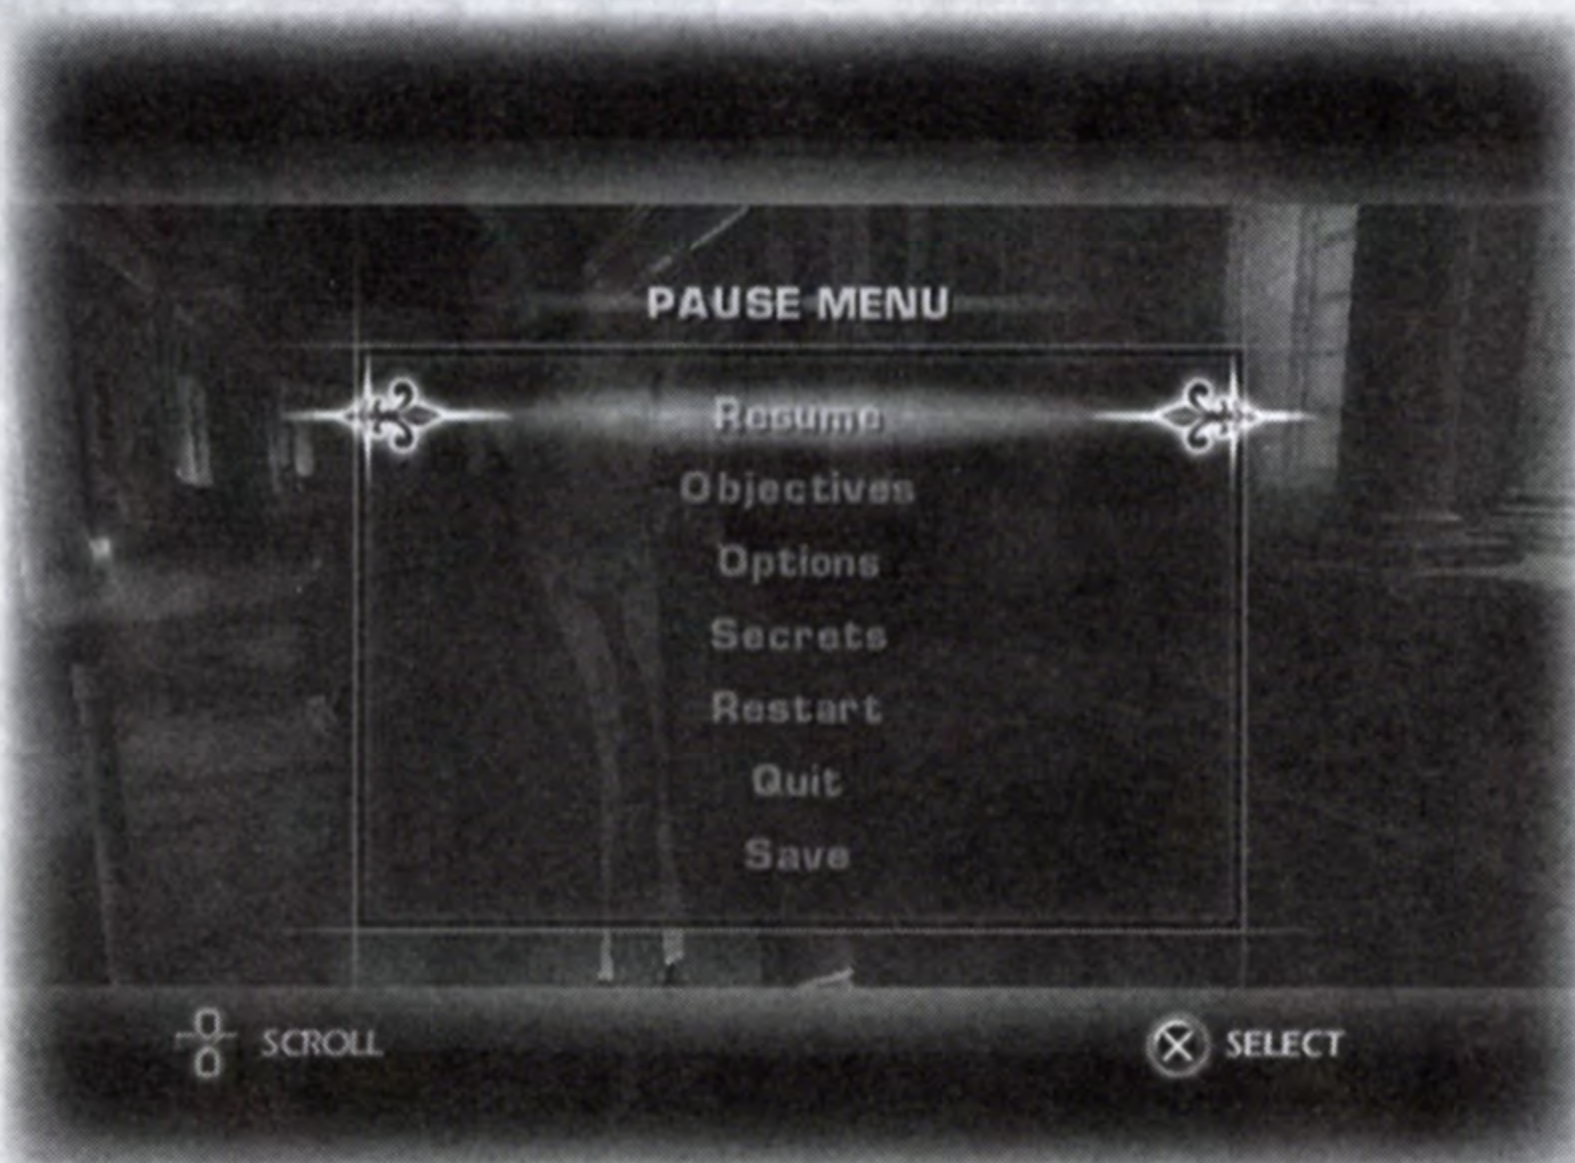 PAUSE MENU
Resume
Objectives
Options
Secrets
Restart
Quit
Save
SCROLL
SELECT